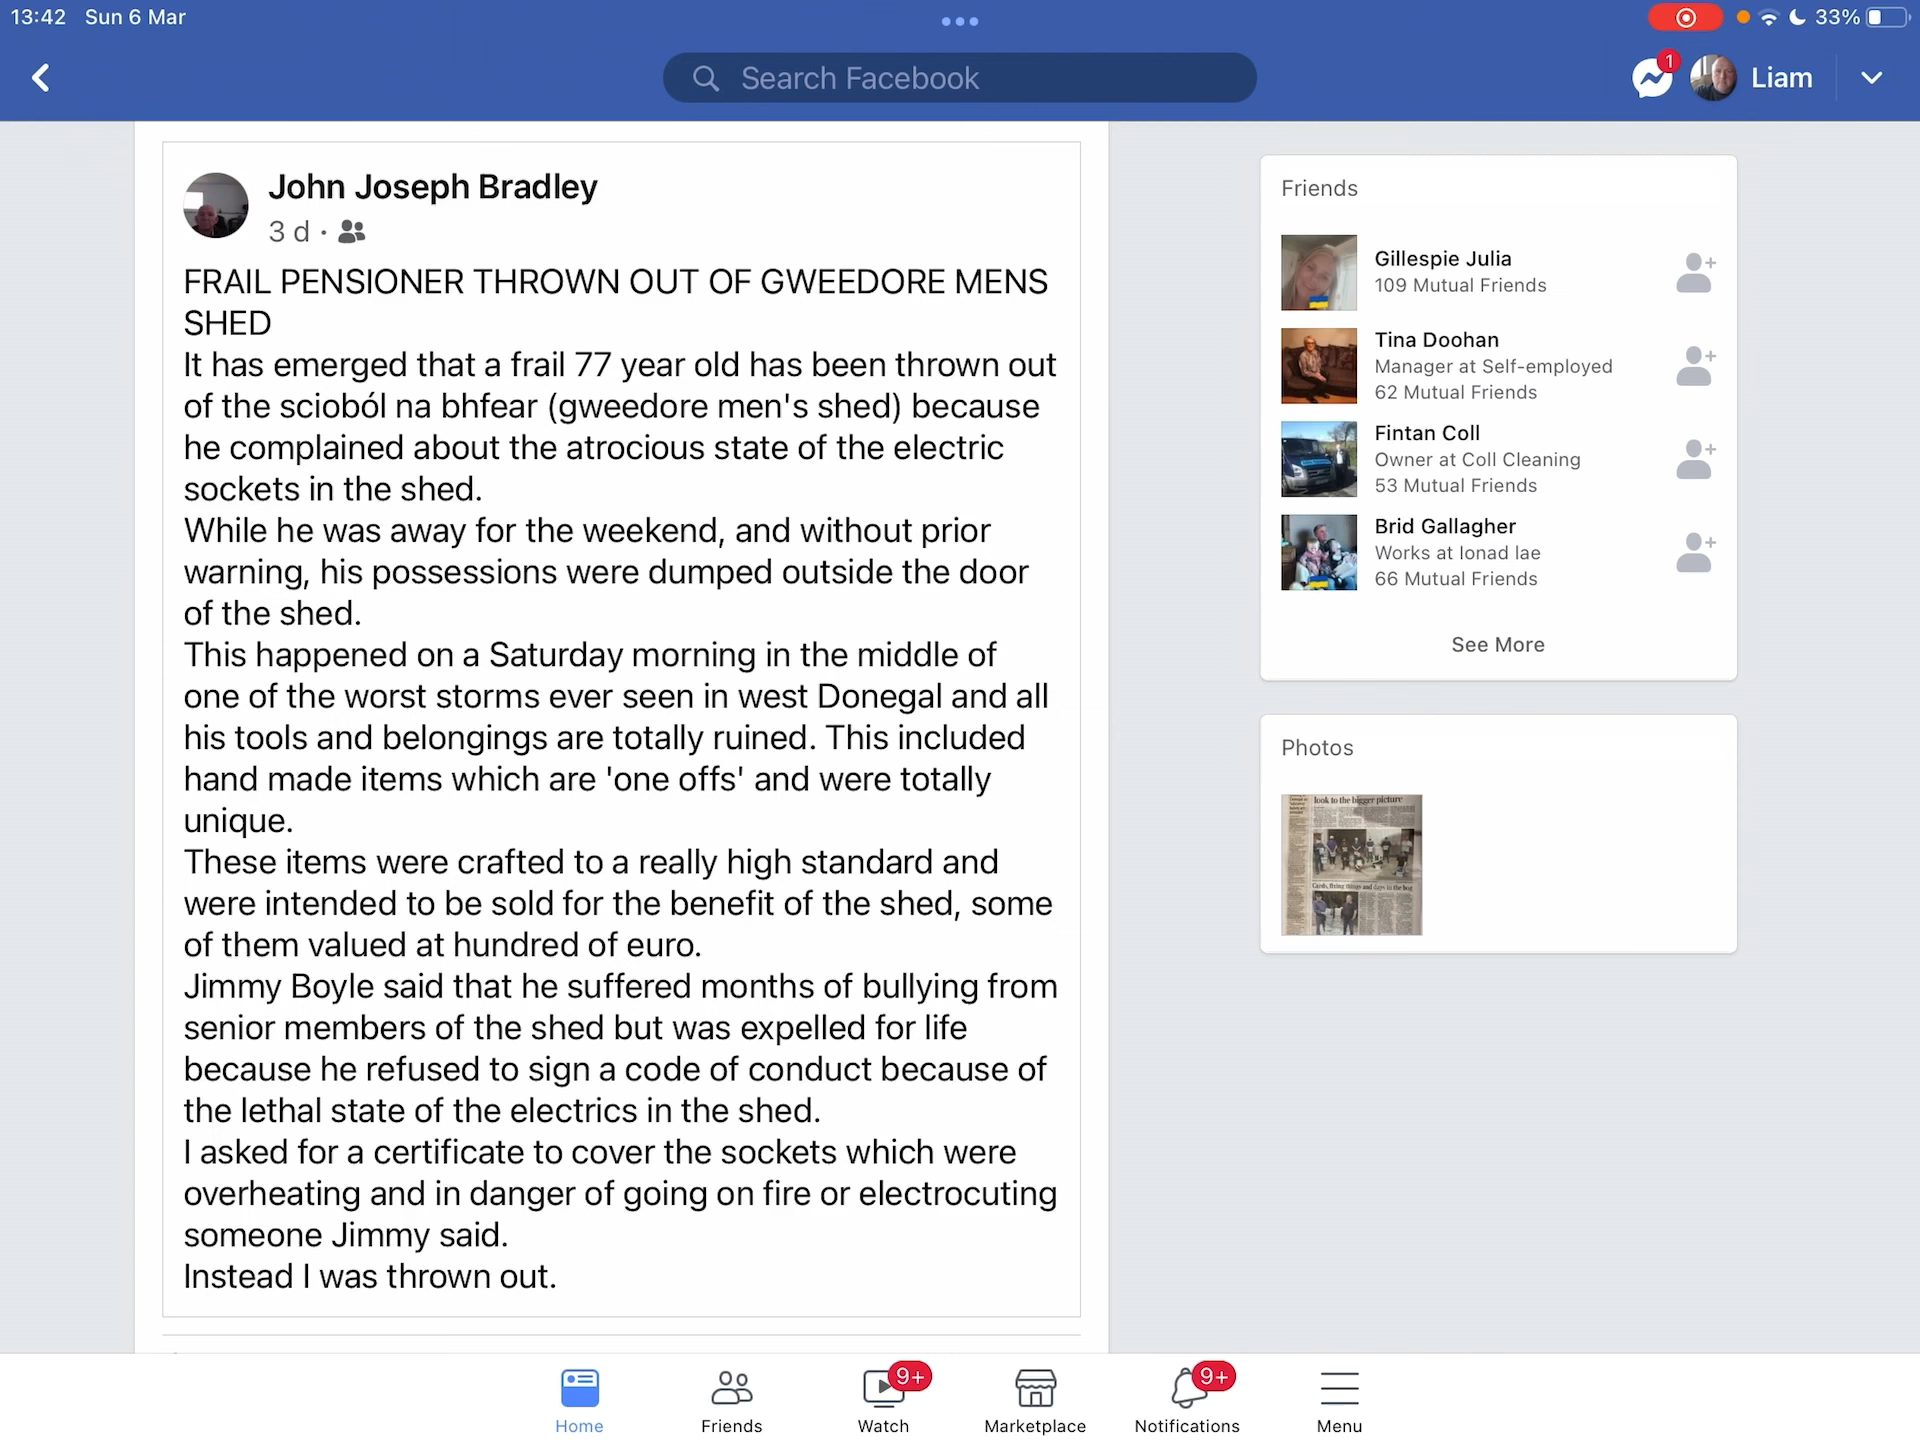 13:42 Sun 6 Mar
33%
Search Facebook
1
Liam
John Joseph Bradley
3 d ·
FRAIL PENSIONER THROWN OUT OF GWEEDORE MENS
SHED
It has emerged that a frail 77 year old has been thrown out
of the scioból na bhfear (gweedore men's shed) because
he complained about the atrocious state of the electric
sockets in the shed.
While he was away for the weekend, and without prior
warning, his possessions were dumped outside the door
of the shed.
This happened on a Saturday morning in the middle of
one of the worst storms ever seen in west Donegal and all
his tools and belongings are totally ruined. This included
hand made items which are 'one offs' and were totally
unique.
These items were crafted to a really high standard and
were intended to be sold for the benefit of the shed, some
of them valued at hundred of euro.
Jimmy Boyle said that he suffered months of bullying from
senior members of the shed but was expelled for life
because he refused to sign a code of conduct because of
the lethal state of the electrics in the shed.
I asked for a certificate to cover the sockets which were
overheating and in danger of going on fire or electrocuting
someone Jimmy said.
Instead I was thrown out.
Friends
Gillespie Julia
109 Mutual Friends
Tina Doohan
Manager at Self-employed
62 Mutual Friends
Fintan Coll
Owner at Coll Cleaning
53 Mutual Friends
Brid Gallagher
Works at Ionad lae
66 Mutual Friends
See More
Photos
look to the bigger picture
Cards, fixing things and days in the bog
9+
9+
Home
Friends
Watch
Marketplace
Notifications
Menu